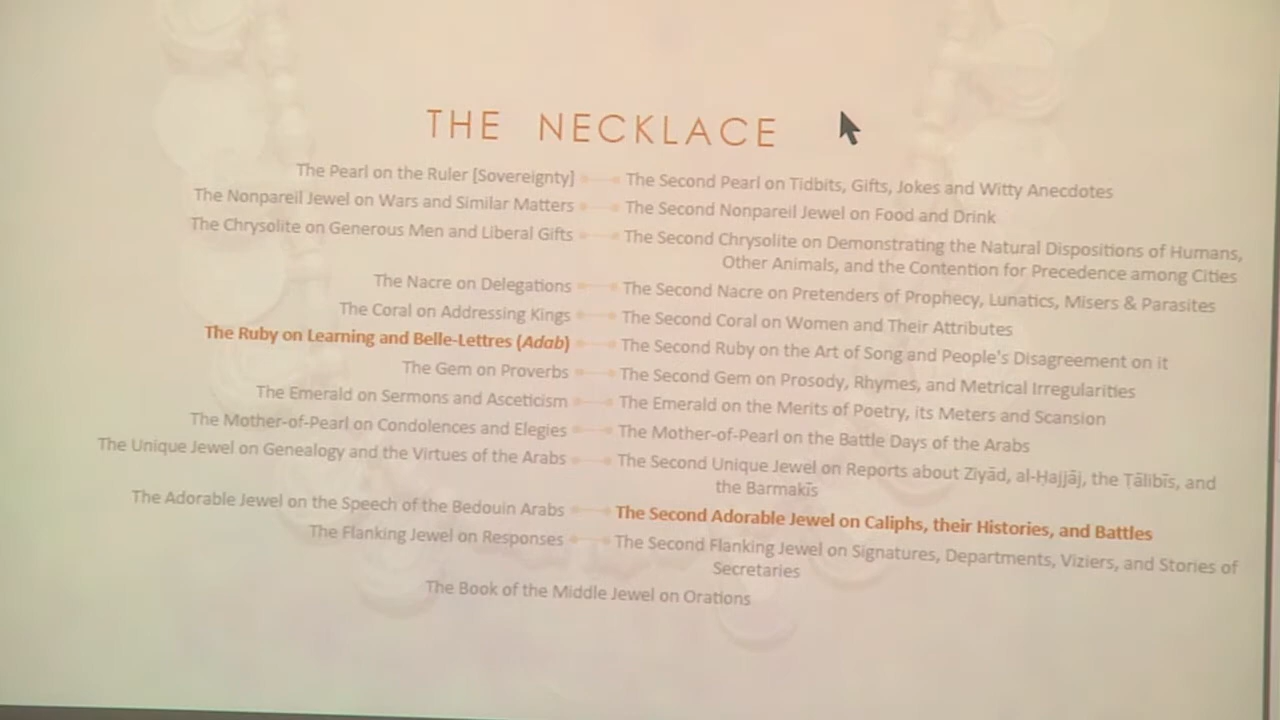 THE NECKLACE
The Pearl on the Ruler [Sovereignty] The Second Pearl on Tidbits, Gifts, Jokes and Witty Anecdotes
The Nonpareil Jewel on Wars and Similar Matters The Second Nonpareil Jewel on Food and Drink
The Chrysolite on Generous Men and Liberal Gifts The Second Chrysolite on Demonstrating the Natural Dispositions of Humans,
Other Animals, and the Contention for Precedence among Cities
The Nacre on Delegations The Second Nacre on Pretenders of Prophecy, Lunatics, Misers & Parasites
The Coral on Addressing Kings The Second Coral on Women and Their Attributes
The Ruby on Learning and Belle-Lettres (Adab) The Second Ruby on the Art of Song and People's Disagreement on it
The Gem on Proverbs The Second Gem on Prosody, Rhymes, and Metrical Irregularities
The Emerald on Sermons and Asceticism The Emerald on the Merits of Poetry, its Meters and Scansion
The Mother-of-Pearl on Condolences and Elegies The Mother-of-Pearl on the Battle Days of the Arabs
The Unique Jewel on Genealogy and the Virtues of the Arabs The Second Unique Jewel on Reports about Ziyād, al-Ḥajjāj, the Ṭālibīs, and
the Barmakīs
The Adorable Jewel on the Speech of the Bedouin Arabs The Second Adorable Jewel on Caliphs, their Histories, and Battles
The Flanking Jewel on Responses The Second Flanking Jewel on Signatures, Departments, Viziers, and Stories of
Secretaries
The Book of the Middle Jewel on Orations